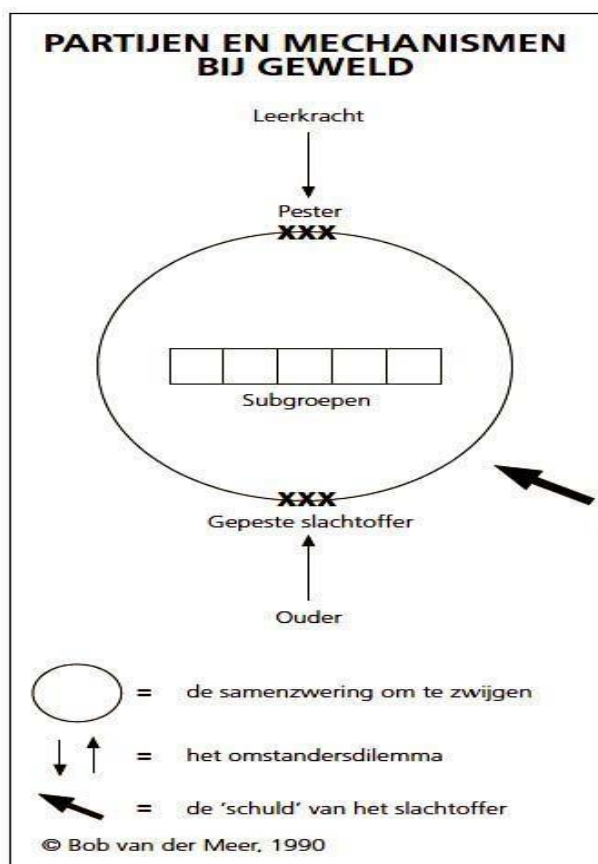 PARTIJEN EN MECHANISMEN
BIJ GEWELD
Leerkracht
Pester
xxx
Subgroepen
xxx
Gepeste slachtoffer
Ouder
= de samenzwering om te zwijgen
= het omstandersdilemma
= de ‘schuld’ van het slachtoffer
© Bob van der Meer, 1990